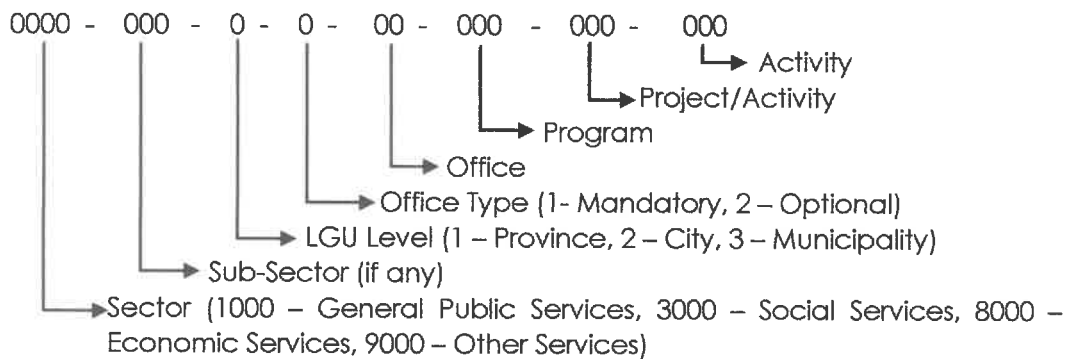 0000 - 000 - 0 - 0 - 00 - 000 - 000 - 000
Activity
Project/Activity
Program
Office
Office Type (1- Mandatory, 2 – Optional)
LGU Level (1 – Province, 2 – City, 3 – Municipality)
Sub-Sector (if any)
Sector (1000 – General Public Services, 3000 – Social Services, 8000 –
Economic Services, 9000 – Other Services)